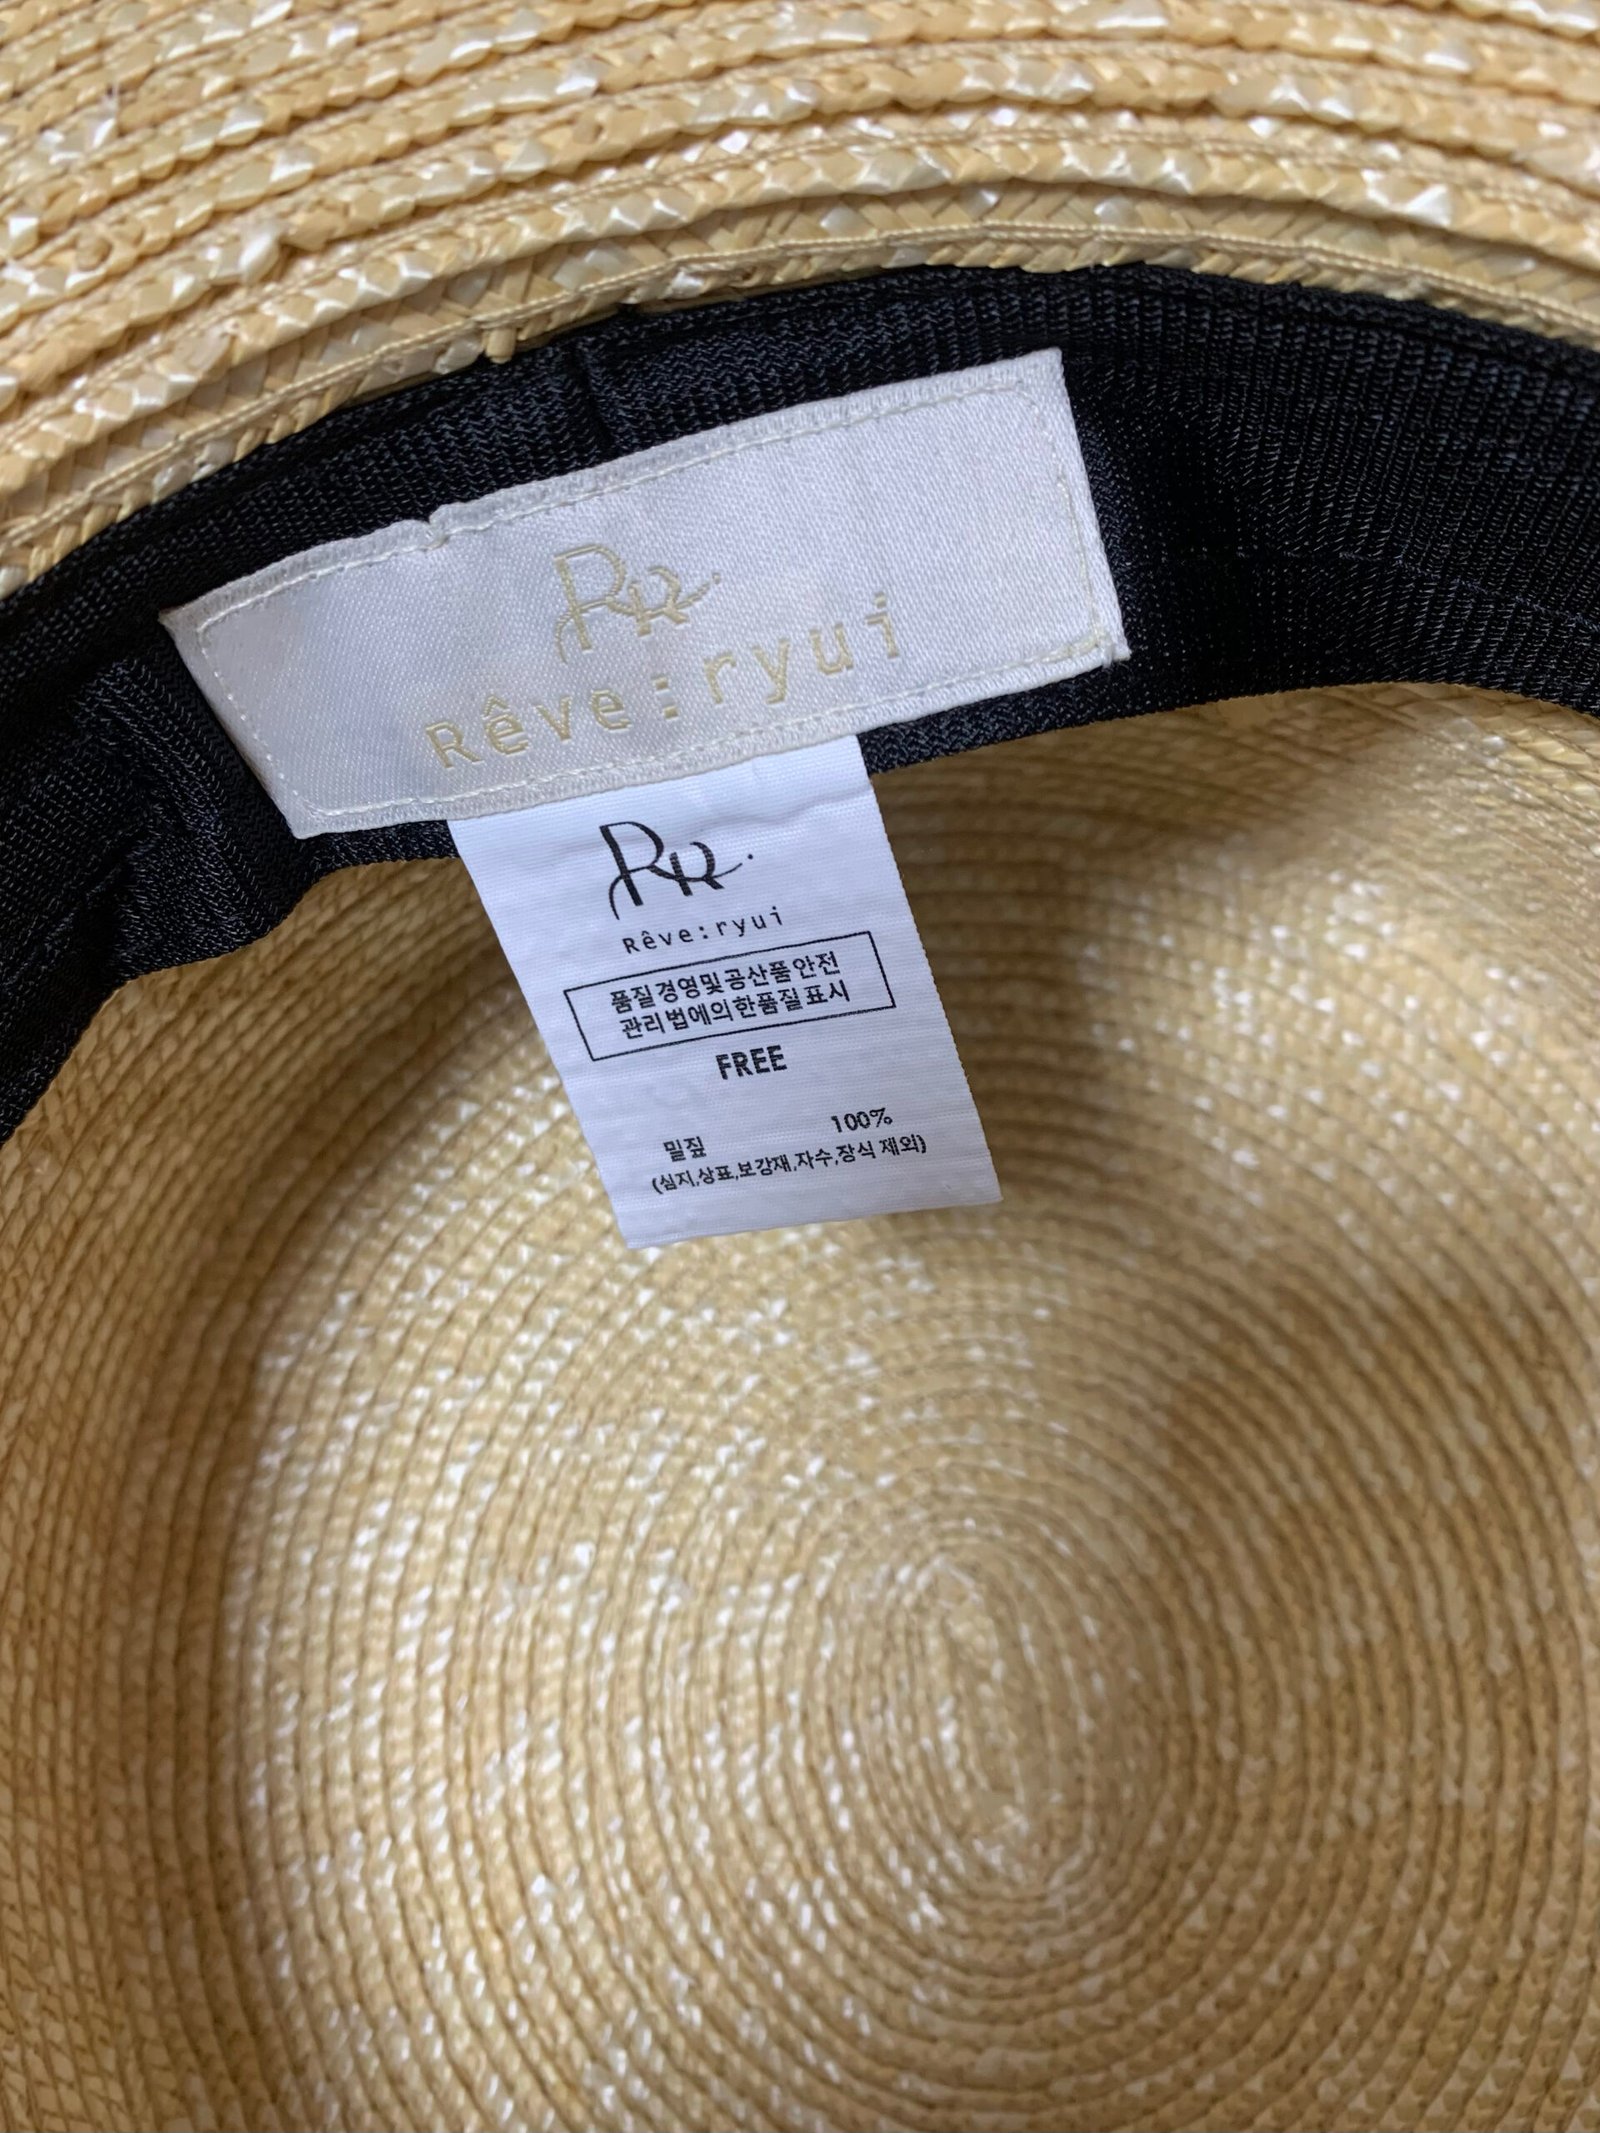 RR.
Rêve:ryui
RR.
Rêve:ryui
품질경영및공산품안전
관리법에의한품질표시
FREE
밀짚 100%
(심지,상표,보강재,자수,장식 제외)